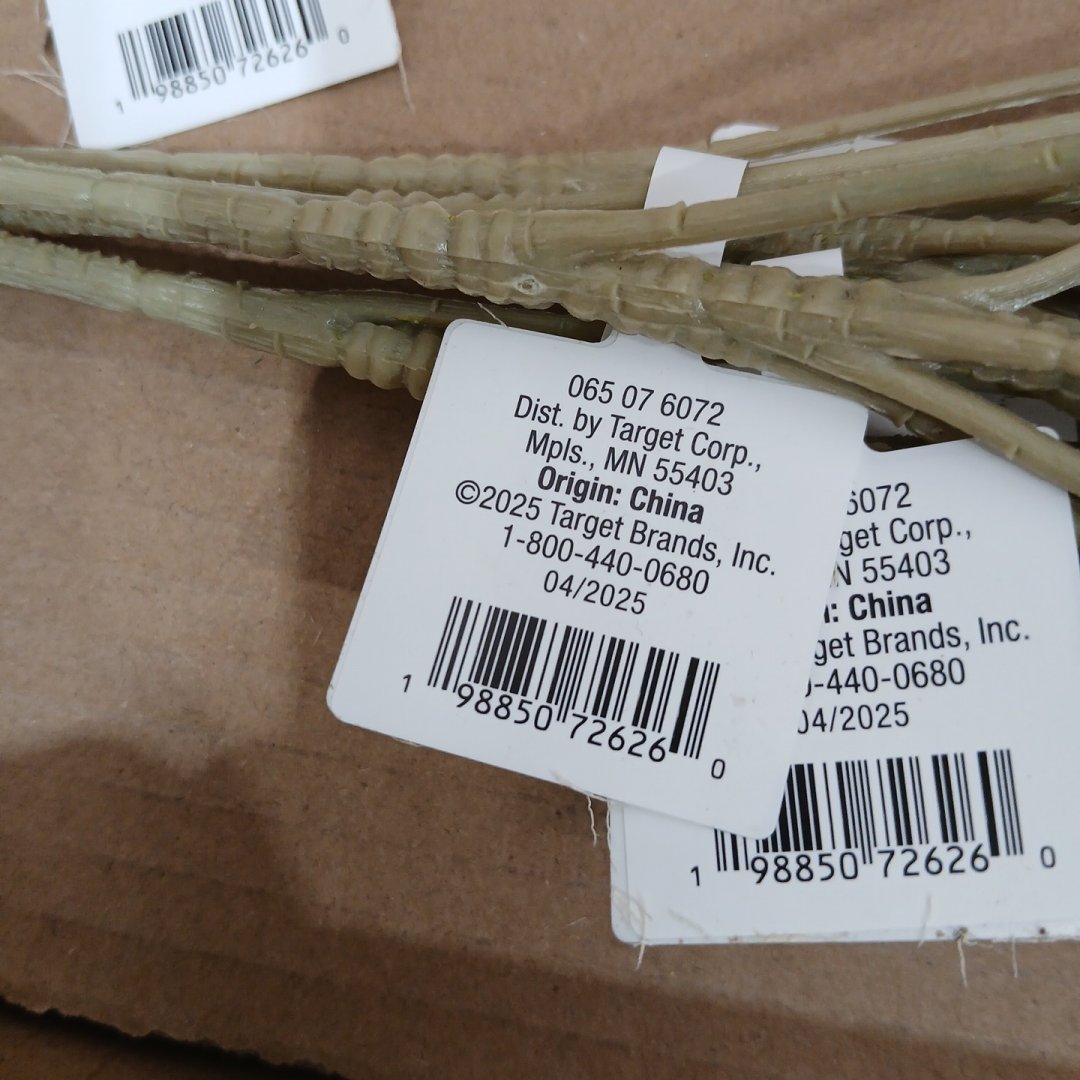 1 98850 72626 0
065 07 6072
Dist. by Target Corp.,
Mpls., MN 55403
Origin: China
©2025 Target Brands, Inc.
1-800-440-0680
04/2025
1 98850 72626 0
6072
get Corp.,
N 55403
: China
get Brands, Inc.
-440-0680
04/2025
1 98850 72626 0